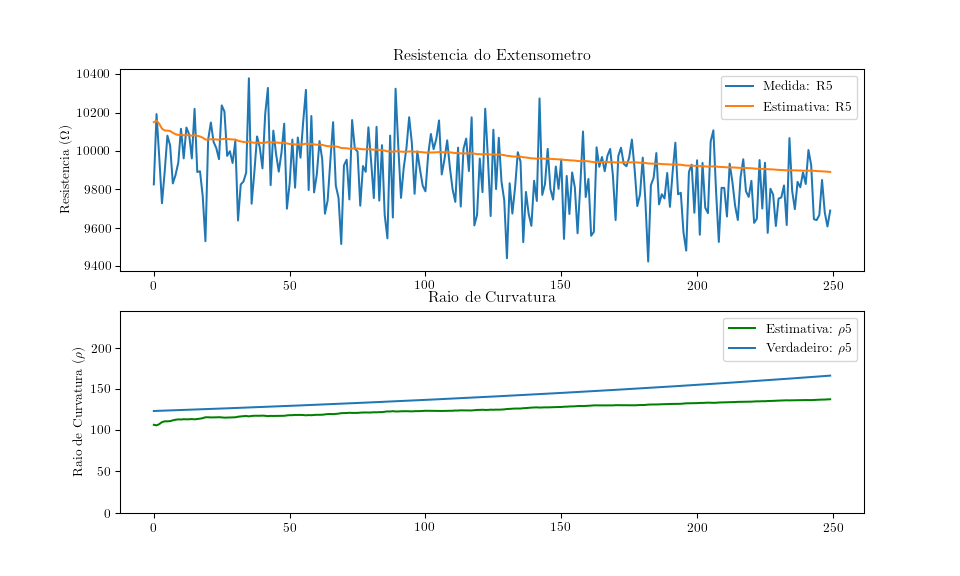 Resistencia do Extensometro
Resistencia (Ω)
10400
10200
10000
9800
9600
9400
Medida: R5
Estimativa: R5
0 50 100 150 200 250
Raio de Curvatura
Raio de Curvatura (ρ)
200
150
100
50
0
Estimativa: ρ5
Verdadeiro: ρ5
0 50 100 150 200 250